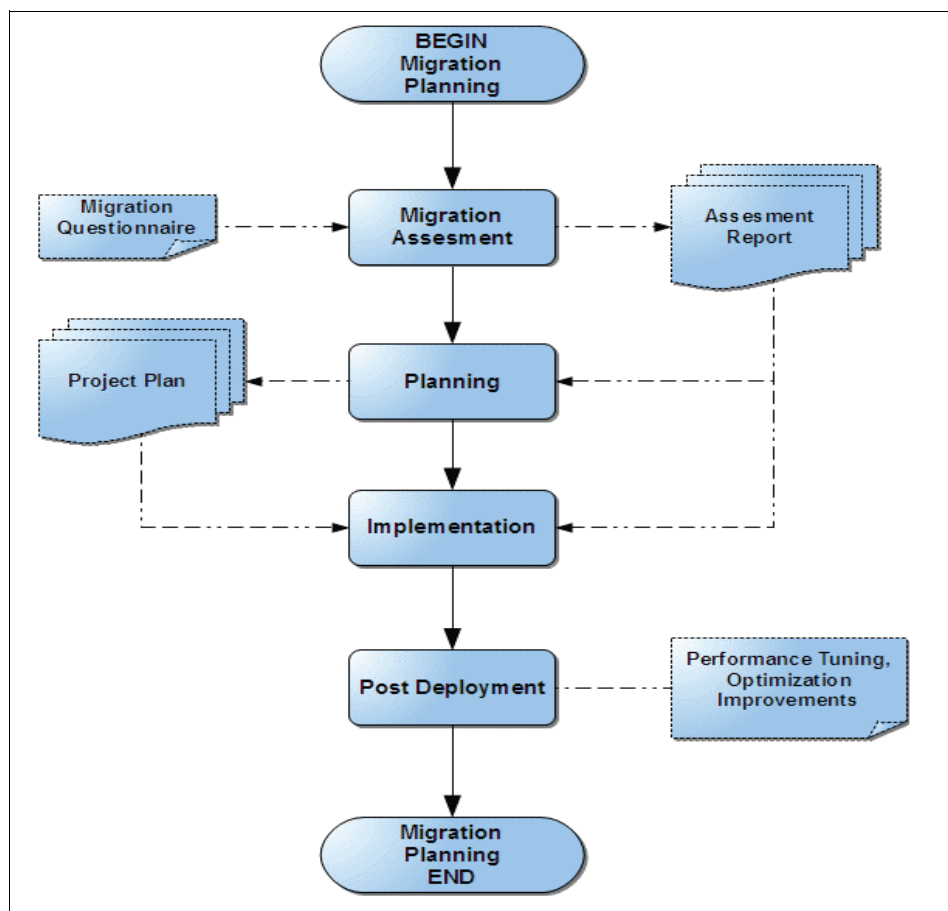 BEGIN
Migration
Planning
Migration
Questionnaire
Migration
Assesment
Assesment
Report
Project Plan
Planning
Implementation
Post Deployment
Performance Tuning,
Optimization
Improvements
Migration
Planning
END